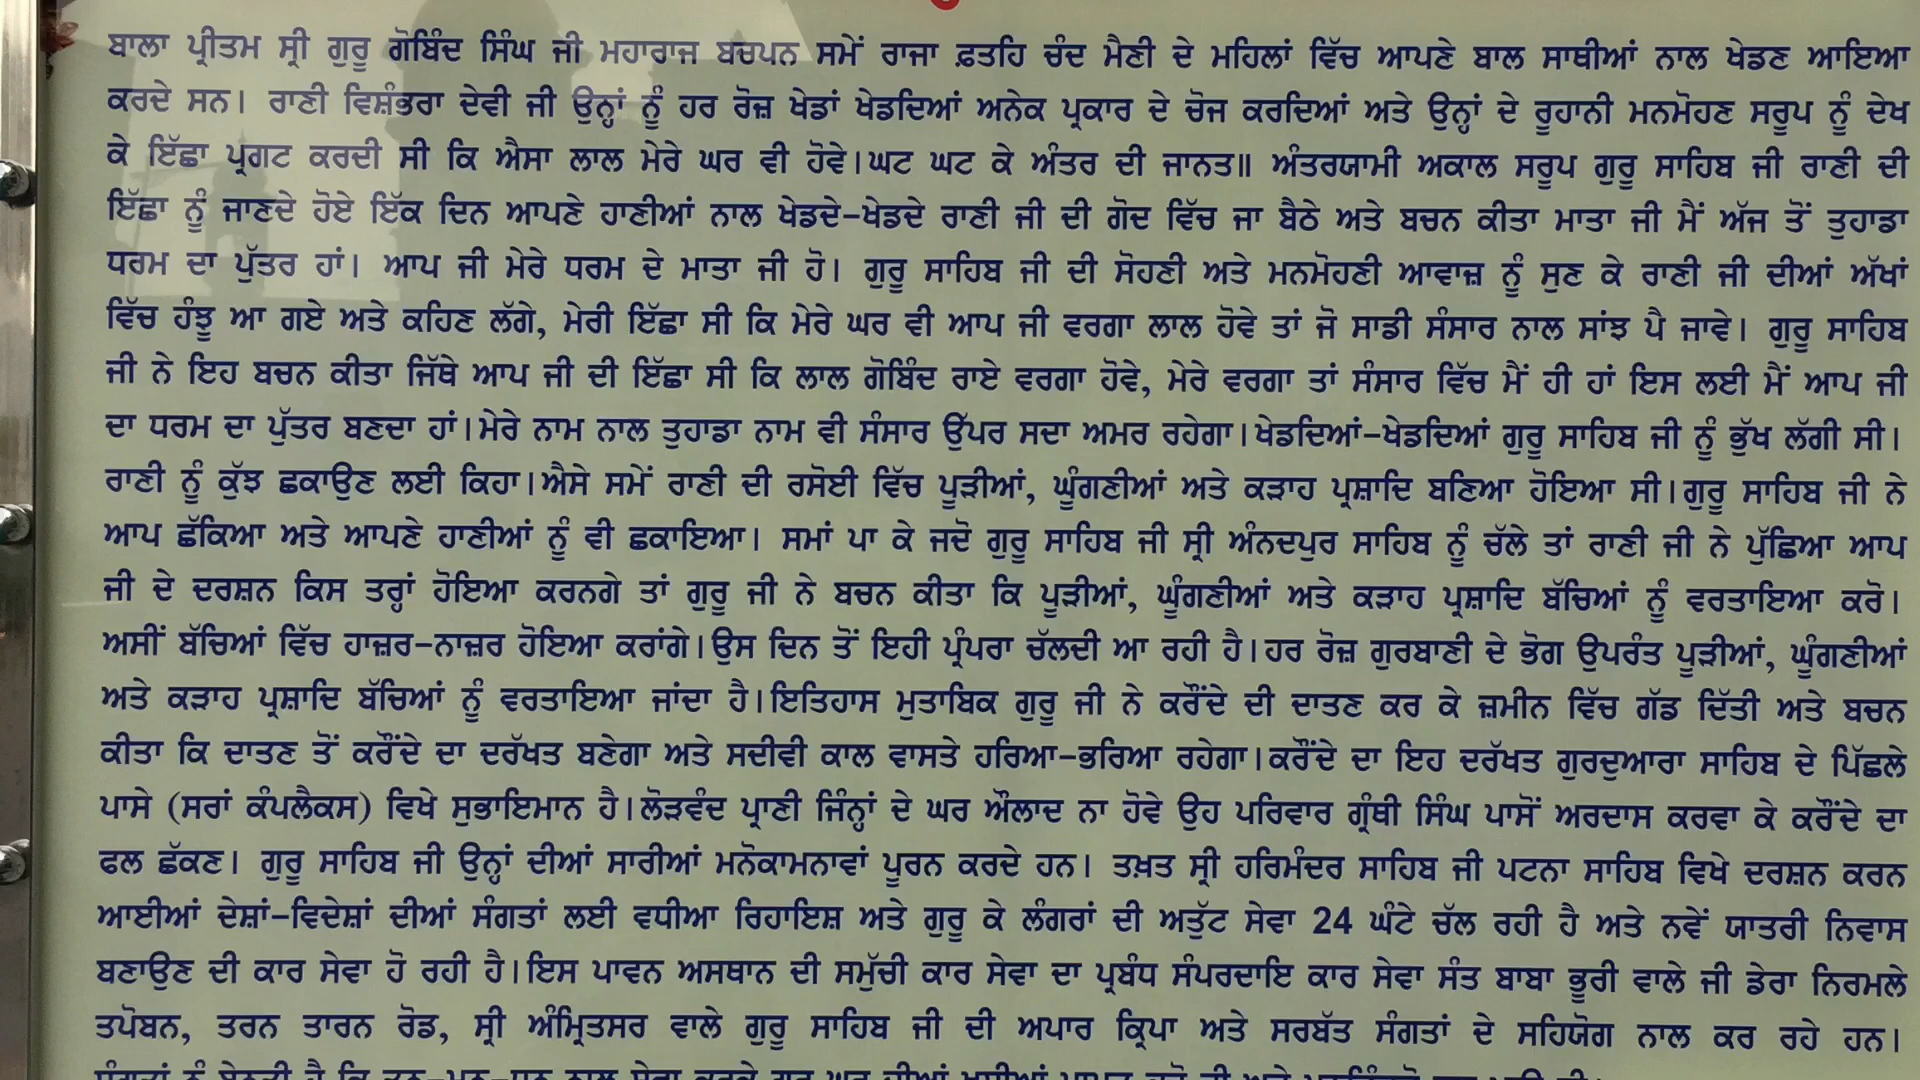 ਬਾਲਾ ਪ੍ਰੀਤਮ ਸ੍ਰੀ ਗੁਰੂ ਗੋਬਿੰਦ ਸਿੰਘ ਜੀ ਮਹਾਰਾਜ ਬਚਪਨ ਸਮੇਂ ਰਾਜਾ ਫ਼ਤਹਿ ਚੰਦ ਮੈਣੀ ਦੇ ਮਹਿਲਾਂ ਵਿੱਚ ਆਪਣੇ ਬਾਲ ਸਾਥੀਆਂ ਨਾਲ ਖੇਡਣ ਆਇਆ
ਕਰਦੇ ਸਨ। ਰਾਣੀ ਵਿਸ਼ੰਭਰਾ ਦੇਵੀ ਜੀ ਉਨ੍ਹਾਂ ਨੂੰ ਹਰ ਰੋਜ਼ ਖੇਡਾਂ ਖੇਡਦਿਆਂ ਅਨੇਕ ਪ੍ਰਕਾਰ ਦੇ ਚੋਜ ਕਰਦਿਆਂ ਅਤੇ ਉਨ੍ਹਾਂ ਦੇ ਰੂਹਾਨੀ ਮਨਮੋਹਣ ਸਰੂਪ ਨੂੰ ਦੇਖ
ਕੇ ਇੱਛਾ ਪ੍ਰਗਟ ਕਰਦੀ ਸੀ ਕਿ ਐਸਾ ਲਾਲ ਮੇਰੇ ਘਰ ਵੀ ਹੋਵੇ।ਘਟ ਘਟ ਕੇ ਅੰਤਰ ਦੀ ਜਾਨਤ॥ ਅੰਤਰਯਾਮੀ ਅਕਾਲ ਸਰੂਪ ਗੁਰੂ ਸਾਹਿਬ ਜੀ ਰਾਣੀ ਦੀ
ਇੱਛਾ ਨੂੰ ਜਾਣਦੇ ਹੋਏ ਇੱਕ ਦਿਨ ਆਪਣੇ ਹਾਣੀਆਂ ਨਾਲ ਖੇਡਦੇ-ਖੇਡਦੇ ਰਾਣੀ ਜੀ ਦੀ ਗੋਦ ਵਿੱਚ ਜਾ ਬੈਠੇ ਅਤੇ ਬਚਨ ਕੀਤਾ ਮਾਤਾ ਜੀ ਮੈਂ ਅੱਜ ਤੋਂ ਤੁਹਾਡਾ
ਧਰਮ ਦਾ ਪੁੱਤਰ ਹਾਂ। ਆਪ ਜੀ ਮੇਰੇ ਧਰਮ ਦੇ ਮਾਤਾ ਜੀ ਹੋ। ਗੁਰੂ ਸਾਹਿਬ ਜੀ ਦੀ ਸੋਹਣੀ ਅਤੇ ਮਨਮੋਹਣੀ ਆਵਾਜ਼ ਨੂੰ ਸੁਣ ਕੇ ਰਾਣੀ ਜੀ ਦੀਆਂ ਅੱਖਾਂ
ਵਿੱਚ ਹੰਝੂ ਆ ਗਏ ਅਤੇ ਕਹਿਣ ਲੱਗੇ, ਮੇਰੀ ਇੱਛਾ ਸੀ ਕਿ ਮੇਰੇ ਘਰ ਵੀ ਆਪ ਜੀ ਵਰਗਾ ਲਾਲ ਹੋਵੇ ਤਾਂ ਜੋ ਸਾਡੀ ਸੰਸਾਰ ਨਾਲ ਸਾਂਝ ਪੈ ਜਾਵੇ। ਗੁਰੂ ਸਾਹਿਬ
ਜੀ ਨੇ ਇਹ ਬਚਨ ਕੀਤਾ ਜਿੱਥੇ ਆਪ ਜੀ ਦੀ ਇੱਛਾ ਸੀ ਕਿ ਲਾਲ ਗੋਬਿੰਦ ਰਾਏ ਵਰਗਾ ਹੋਵੇ, ਮੇਰੇ ਵਰਗਾ ਤਾਂ ਸੰਸਾਰ ਵਿੱਚ ਮੈਂ ਹੀ ਹਾਂ ਇਸ ਲਈ ਮੈਂ ਆਪ ਜੀ
ਦਾ ਧਰਮ ਦਾ ਪੁੱਤਰ ਬਣਦਾ ਹਾਂ।ਮੇਰੇ ਨਾਮ ਨਾਲ ਤੁਹਾਡਾ ਨਾਮ ਵੀ ਸੰਸਾਰ ਉੱਪਰ ਸਦਾ ਅਮਰ ਰਹੇਗਾ।ਖੇਡਦਿਆਂ-ਖੇਡਦਿਆਂ ਗੁਰੂ ਸਾਹਿਬ ਜੀ ਨੂੰ ਭੁੱਖ ਲੱਗੀ ਸੀ।
ਰਾਣੀ ਨੂੰ ਕੁੱਝ ਛਕਾਉਣ ਲਈ ਕਿਹਾ।ਐਸੇ ਸਮੇਂ ਰਾਣੀ ਦੀ ਰਸੋਈ ਵਿੱਚ ਪੂੜੀਆਂ, ਘੂੰਗਣੀਆਂ ਅਤੇ ਕੜਾਹ ਪ੍ਰਸ਼ਾਦਿ ਬਣਿਆ ਹੋਇਆ ਸੀ।ਗੁਰੂ ਸਾਹਿਬ ਜੀ ਨੇ
ਆਪ ਛੱਕਿਆ ਅਤੇ ਆਪਣੇ ਹਾਣੀਆਂ ਨੂੰ ਵੀ ਛਕਾਇਆ। ਸਮਾਂ ਪਾ ਕੇ ਜਦੋ ਗੁਰੂ ਸਾਹਿਬ ਜੀ ਸ੍ਰੀ ਅੰਨਦਪੁਰ ਸਾਹਿਬ ਨੂੰ ਚੱਲੇ ਤਾਂ ਰਾਣੀ ਜੀ ਨੇ ਪੁੱਛਿਆ ਆਪ
ਜੀ ਦੇ ਦਰਸ਼ਨ ਕਿਸ ਤਰ੍ਹਾਂ ਹੋਇਆ ਕਰਨਗੇ ਤਾਂ ਗੁਰੂ ਜੀ ਨੇ ਬਚਨ ਕੀਤਾ ਕਿ ਪੂੜੀਆਂ, ਘੂੰਗਣੀਆਂ ਅਤੇ ਕੜਾਹ ਪ੍ਰਸ਼ਾਦਿ ਬੱਚਿਆਂ ਨੂੰ ਵਰਤਾਇਆ ਕਰੋ।
ਅਸੀਂ ਬੱਚਿਆਂ ਵਿੱਚ ਹਾਜ਼ਰ-ਨਾਜ਼ਰ ਹੋਇਆ ਕਰਾਂਗੇ।ਉਸ ਦਿਨ ਤੋਂ ਇਹੀ ਪ੍ਰੰਪਰਾ ਚੱਲਦੀ ਆ ਰਹੀ ਹੈ।ਹਰ ਰੋਜ਼ ਗੁਰਬਾਣੀ ਦੇ ਭੋਗ ਉਪਰੰਤ ਪੂੜੀਆਂ, ਘੂੰਗਣੀਆਂ
ਅਤੇ ਕੜਾਹ ਪ੍ਰਸ਼ਾਦਿ ਬੱਚਿਆਂ ਨੂੰ ਵਰਤਾਇਆ ਜਾਂਦਾ ਹੈ।ਇਤਿਹਾਸ ਮੁਤਾਬਿਕ ਗੁਰੂ ਜੀ ਨੇ ਕਰੌਂਦੇ ਦੀ ਦਾਤਣ ਕਰ ਕੇ ਜ਼ਮੀਨ ਵਿੱਚ ਗੱਡ ਦਿੱਤੀ ਅਤੇ ਬਚਨ
ਕੀਤਾ ਕਿ ਦਾਤਣ ਤੋਂ ਕਰੌਂਦੇ ਦਾ ਦਰੱਖਤ ਬਣੇਗਾ ਅਤੇ ਸਦੀਵੀ ਕਾਲ ਵਾਸਤੇ ਹਰਿਆ-ਭਰਿਆ ਰਹੇਗਾ।ਕਰੌਂਦੇ ਦਾ ਇਹ ਦਰੱਖਤ ਗੁਰਦੁਆਰਾ ਸਾਹਿਬ ਦੇ ਪਿੱਛਲੇ
ਪਾਸੇ (ਸਰਾਂ ਕੰਪਲੈਕਸ) ਵਿਖੇ ਸੁਭਾਇਮਾਨ ਹੈ।ਲੋੜਵੰਦ ਪ੍ਰਾਣੀ ਜਿੰਨ੍ਹਾਂ ਦੇ ਘਰ ਔਲਾਦ ਨਾ ਹੋਵੇ ਉਹ ਪਰਿਵਾਰ ਗ੍ਰੰਥੀ ਸਿੰਘ ਪਾਸੋਂ ਅਰਦਾਸ ਕਰਵਾ ਕੇ ਕਰੌਂਦੇ ਦਾ
ਫਲ ਛੱਕਣ। ਗੁਰੂ ਸਾਹਿਬ ਜੀ ਉਨ੍ਹਾਂ ਦੀਆਂ ਸਾਰੀਆਂ ਮਨੋਕਾਮਨਾਵਾਂ ਪੂਰਨ ਕਰਦੇ ਹਨ। ਤਖ਼ਤ ਸ੍ਰੀ ਹਰਿਮੰਦਰ ਸਾਹਿਬ ਜੀ ਪਟਨਾ ਸਾਹਿਬ ਵਿਖੇ ਦਰਸ਼ਨ ਕਰਨ
ਆਈਆਂ ਦੇਸ਼ਾਂ-ਵਿਦੇਸ਼ਾਂ ਦੀਆਂ ਸੰਗਤਾਂ ਲਈ ਵਧੀਆ ਰਿਹਾਇਸ਼ ਅਤੇ ਗੁਰੂ ਕੇ ਲੰਗਰਾਂ ਦੀ ਅਤੁੱਟ ਸੇਵਾ 24 ਘੰਟੇ ਚੱਲ ਰਹੀ ਹੈ ਅਤੇ ਨਵੇਂ ਯਾਤਰੀ ਨਿਵਾਸ
ਬਣਾਉਣ ਦੀ ਕਾਰ ਸੇਵਾ ਹੋ ਰਹੀ ਹੈ।ਇਸ ਪਾਵਨ ਅਸਥਾਨ ਦੀ ਸਮੁੱਚੀ ਕਾਰ ਸੇਵਾ ਦਾ ਪ੍ਰਬੰਧ ਸੰਪਰਦਾਇ ਕਾਰ ਸੇਵਾ ਸੰਤ ਬਾਬਾ ਭੂਰੀ ਵਾਲੇ ਜੀ ਡੇਰਾ ਨਿਰਮਲੇ
ਤਪੋਬਨ, ਤਰਨ ਤਾਰਨ ਰੋਡ, ਸ੍ਰੀ ਅੰਮ੍ਰਿਤਸਰ ਵਾਲੇ ਗੁਰੂ ਸਾਹਿਬ ਜੀ ਦੀ ਅਪਾਰ ਕ੍ਰਿਪਾ ਅਤੇ ਸਰਬੱਤ ਸੰਗਤਾਂ ਦੇ ਸਹਿਯੋਗ ਨਾਲ ਕਰ ਰਹੇ ਹਨ।